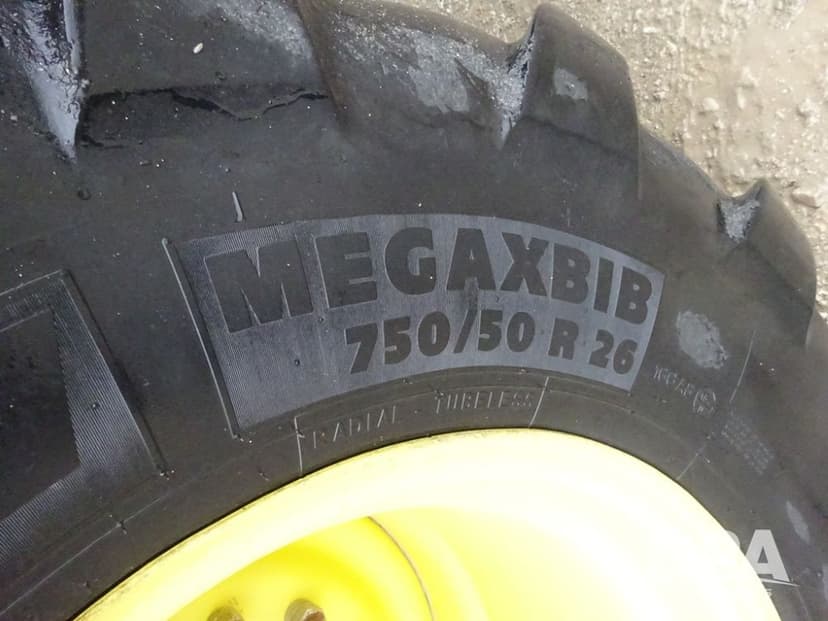 MEGAXBIB
750/50 R 26
RADIAL - TUBELESS